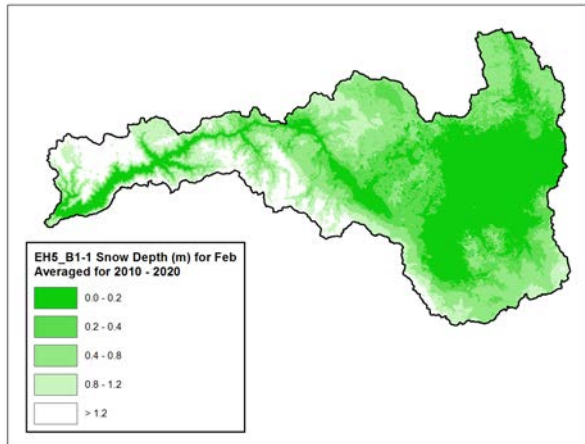 EH5_B1-1 Snow Depth (m) for Feb
Averaged for 2010 - 2020
0.0 - 0.2
0.2 - 0.4
0.4 - 0.8
0.8 - 1.2
> 1.2